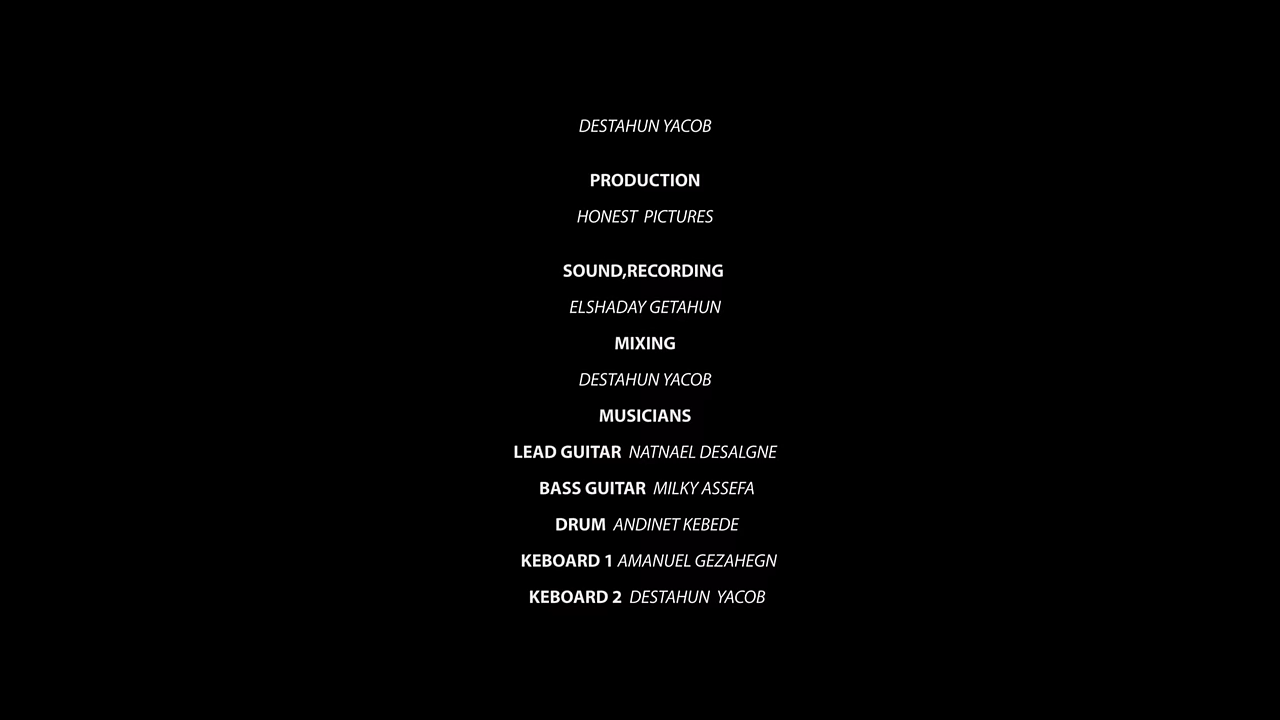 DESTAHUN YACOB
PRODUCTION
HONEST PICTURES
SOUND,RECORDING
ELSHADAY GETAHUN
MIXING
DESTAHUN YACOB
MUSICIANS
LEAD GUITAR NATNAEL DESALGNE
BASS GUITAR MILKY ASSEFA
DRUM ANDINET KEBEDE
KEBOARD 1 AMANUEL GEZAHEGN
KEBOARD 2 DESTAHUN YACOB